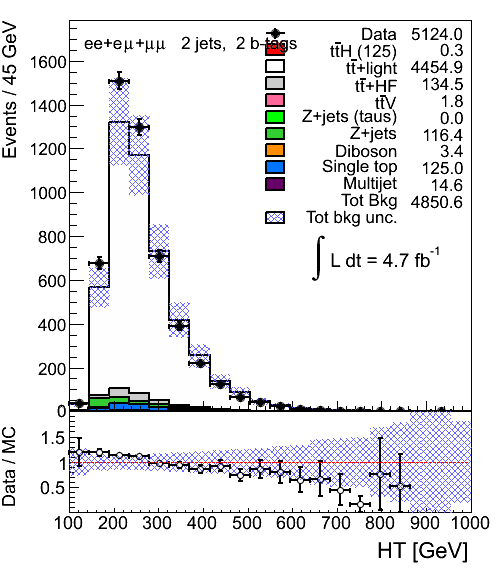 ee+eμ+μμ 2 jets, 2 b-tags
Data 5124.0
tt̄H (125) 0.3
tt̄+light 4454.9
tt̄+HF 134.5
tt̄V 1.8
Z+jets (taus) 0.0
Z+jets 116.4
Diboson 3.4
Single top 125.0
Multijet 14.6
Tot Bkg 4850.6
Tot bkg unc.
∫ L dt = 4.7 fb⁻¹
Events / 45 GeV
1600
1400
1200
1000
800
600
400
200
0
Data / MC
1.5
1
0.5
100 200 300 400 500 600 700 800 900 1000
HT [GeV]